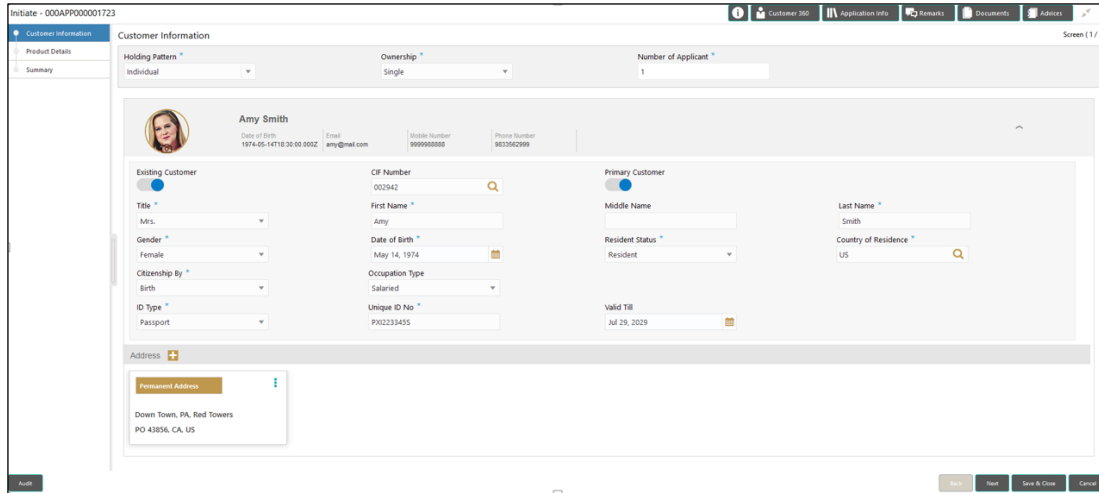 Initiate - 000APP000001723
Customer 360
Application Info
Remarks
Documents
Advices
Customer Information
Product Details
Summary
Customer Information
Screen ( 1 /
Holding Pattern *
Ownership *
Number of Applicant *
Individual
Single
1
Amy Smith
Date of Birth
Email
Mobile Number
Phone Number
1974-05-14T18:30:00.000Z
amy@mail.com
9999988888
9833562999
Existing Customer
CIF Number
Primary Customer
002942
Title *
First Name *
Middle Name
Last Name *
Mrs.
Amy
Smith
Gender *
Date of Birth *
Resident Status *
Country of Residence *
Female
May 14, 1974
Resident
US
Citizenship By *
Occupation Type
Birth
Salaried
ID Type *
Unique ID No *
Valid Till
Passport
Jul 29, 2029
Address
Permanent Address
Down Town, PA, Red Towers
PO 43856, CA, US
Audit
Back
Next
Save & Close
Cancel